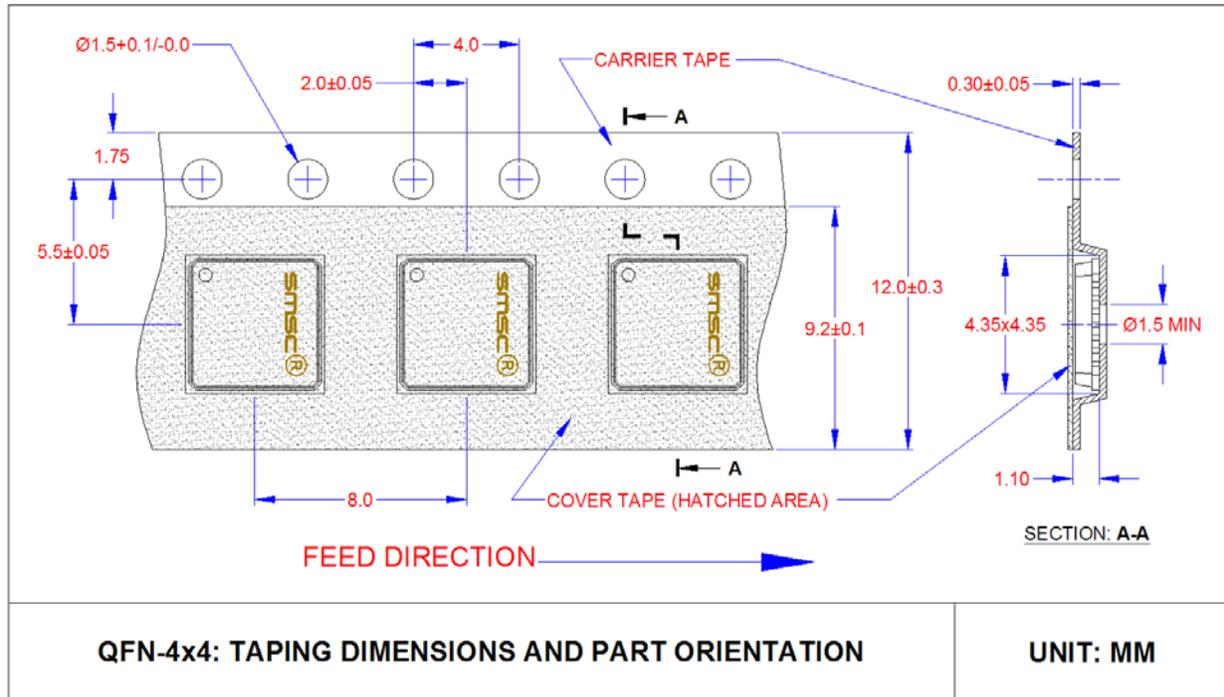 Ø1.5+0.1/-0.0
4.0
2.0±0.05
CARRIER TAPE
0.30±0.05
A
1.75
5.5±0.05
smsc®
smsc®
smsc®
12.0±0.3
9.2±0.1
4.35x4.35
Ø1.5 MIN
A
8.0
COVER TAPE (HATCHED AREA)
1.10
SECTION: A-A
FEED DIRECTION
QFN-4x4: TAPING DIMENSIONS AND PART ORIENTATION
UNIT: MM